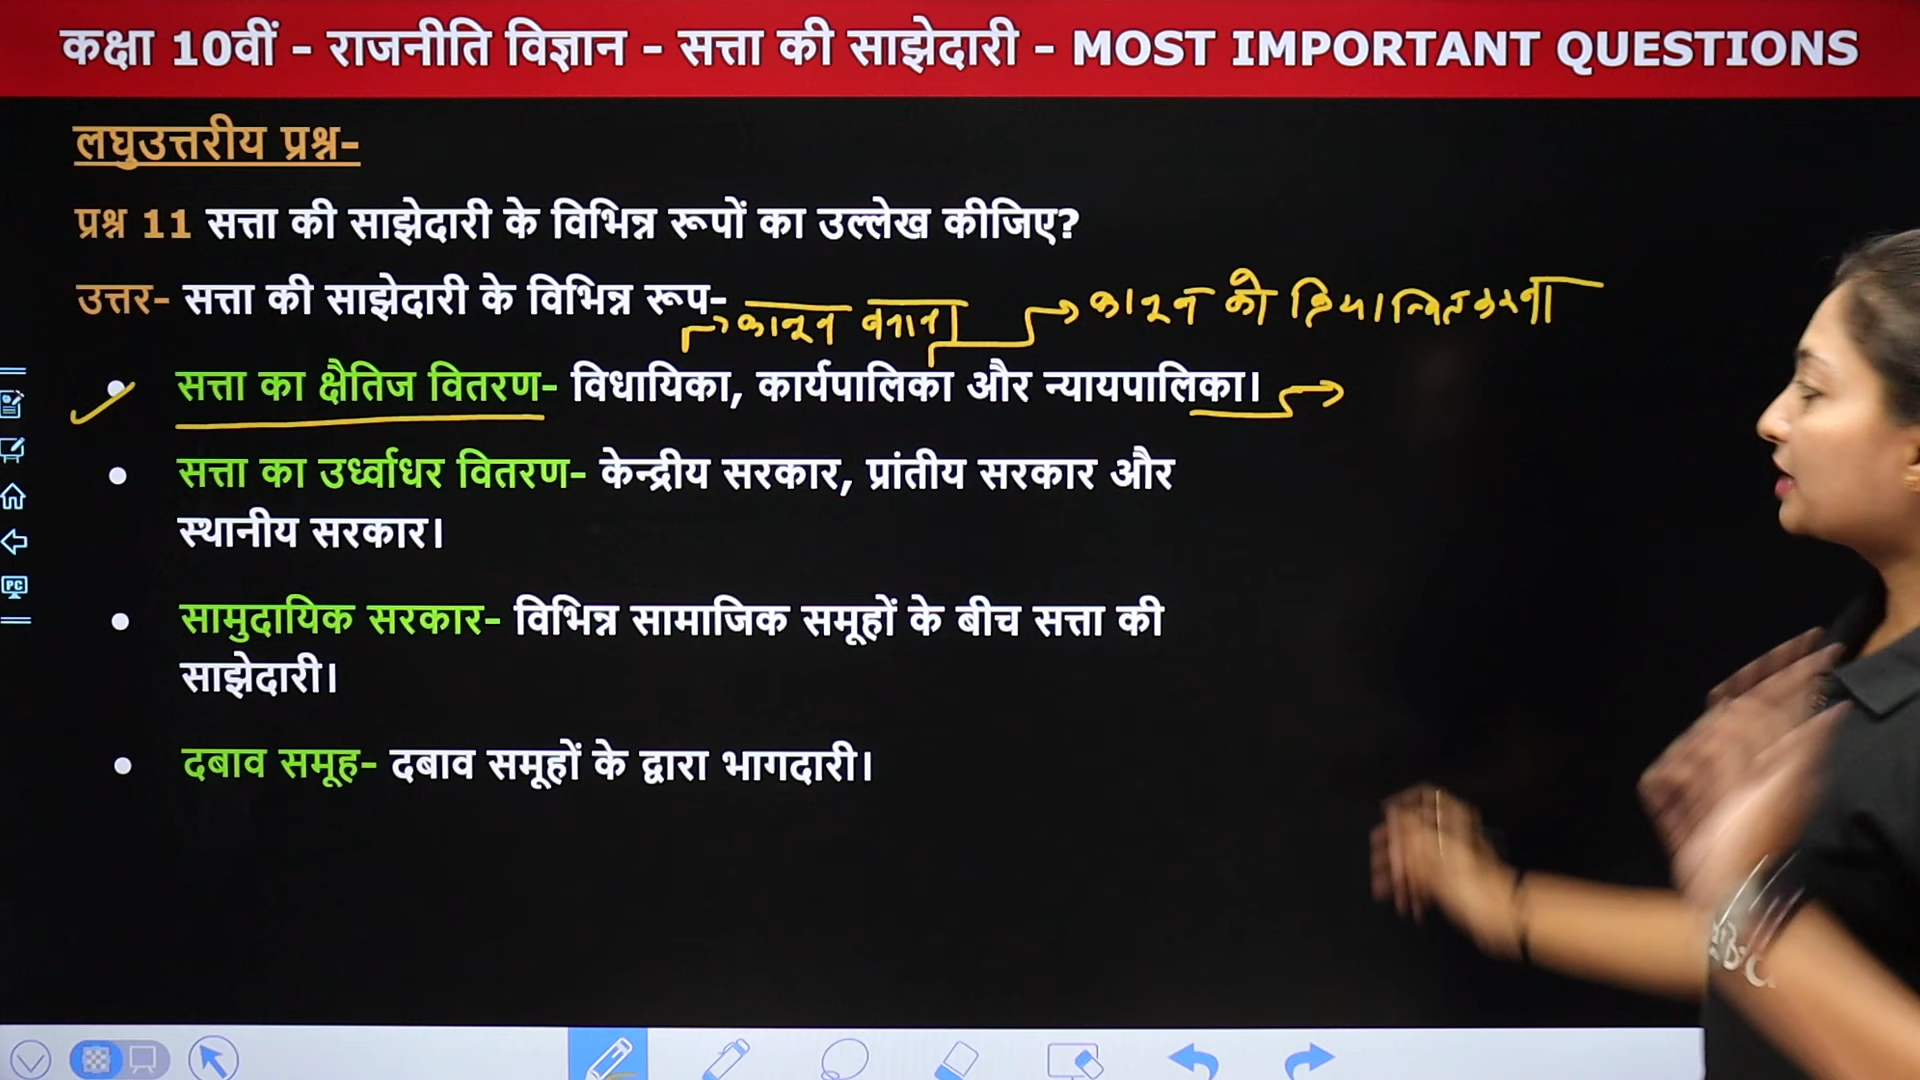 कक्षा 10वीं - राजनीति विज्ञान - सत्ता की साझेदारी - MOST IMPORTANT QUESTIONS
लघुउत्तरीय प्रश्न-
प्रश्न 11 सत्ता की साझेदारी के विभिन्न रूपों का उल्लेख कीजिए?
उत्तर- सत्ता की साझेदारी के विभिन्न रूप-
कानून बनाना
कानून को क्रियान्वित करना
सत्ता का क्षैतिज वितरण- विधायिका, कार्यपालिका और न्यायपालिका।
सत्ता का उर्ध्वाधर वितरण- केन्द्रीय सरकार, प्रांतीय सरकार और
स्थानीय सरकार।
सामुदायिक सरकार- विभिन्न सामाजिक समूहों के बीच सत्ता की
साझेदारी।
दबाव समूह- दबाव समूहों के द्वारा भागदारी।
PC